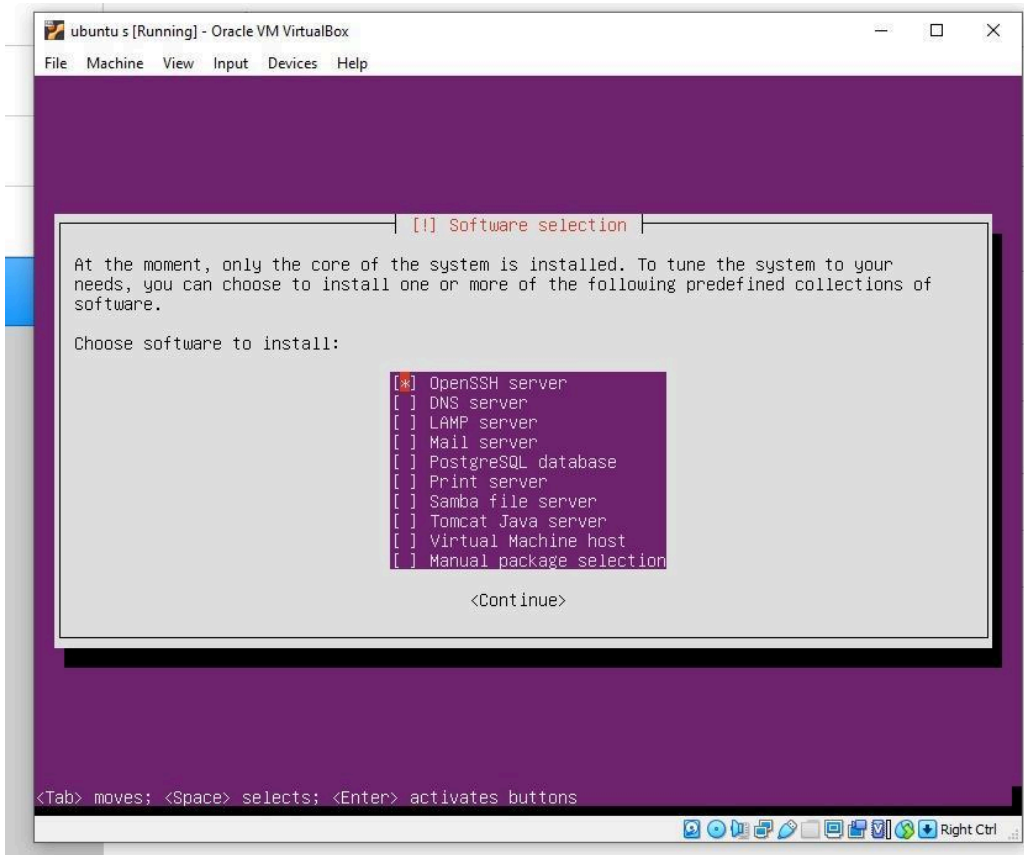 ubuntu s [Running] - Oracle VM VirtualBox
File Machine View Input Devices Help
[!] Software selection
At the moment, only the core of the system is installed. To tune the system to your
needs, you can choose to install one or more of the following predefined collections of
software.
Choose software to install:
[*] OpenSSH server
[ ] DNS server
[ ] LAMP server
[ ] Mail server
[ ] PostgreSQL database
[ ] Print server
[ ] Samba file server
[ ] Tomcat Java server
[ ] Virtual Machine host
[ ] Manual package selection
<Continue>
<Tab> moves; <Space> selects; <Enter> activates buttons
Right Ctrl